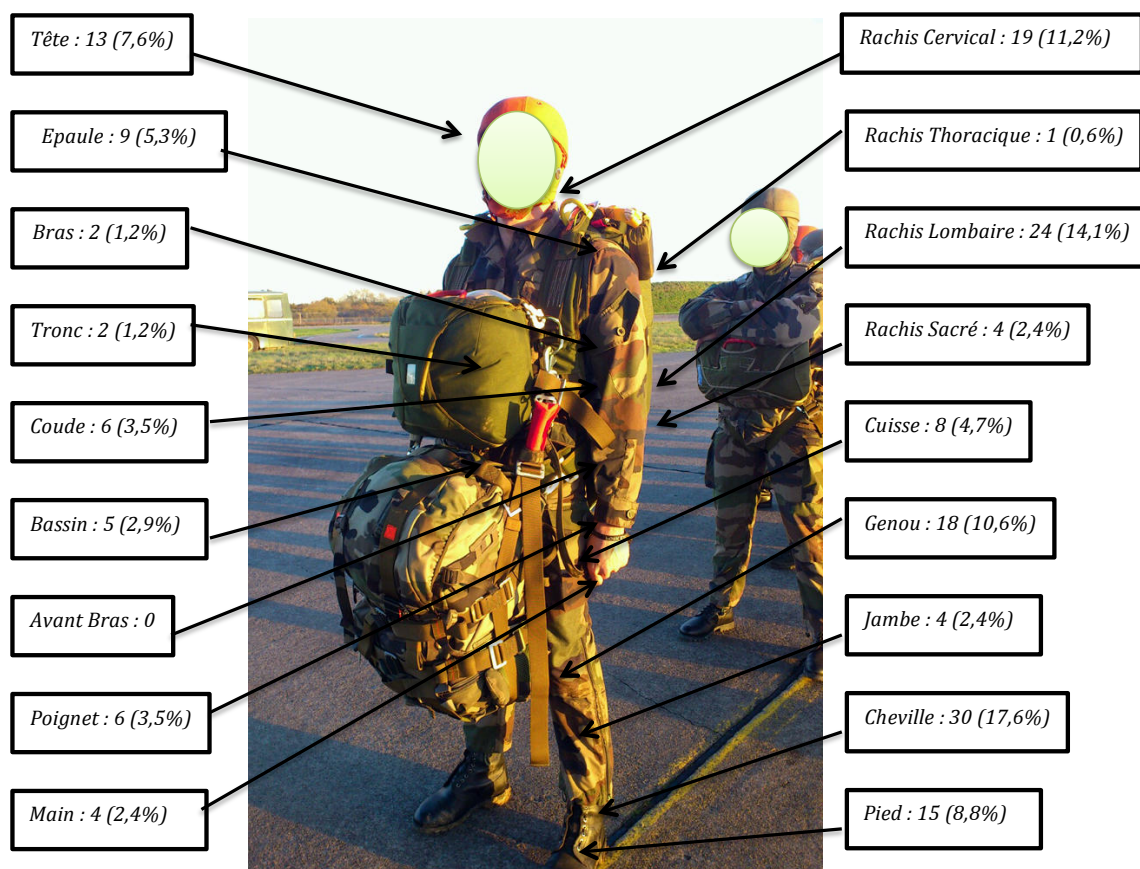 Tête : 13 (7,6%)
Epaule : 9 (5,3%)
Bras : 2 (1,2%)
Tronc : 2 (1,2%)
Coude : 6 (3,5%)
Bassin : 5 (2,9%)
Avant Bras : 0
Poignet : 6 (3,5%)
Main : 4 (2,4%)
Rachis Cervical : 19 (11,2%)
Rachis Thoracique : 1 (0,6%)
Rachis Lombaire : 24 (14,1%)
Rachis Sacré : 4 (2,4%)
Cuisse : 8 (4,7%)
Genou : 18 (10,6%)
Jambe : 4 (2,4%)
Cheville : 30 (17,6%)
Pied : 15 (8,8%)